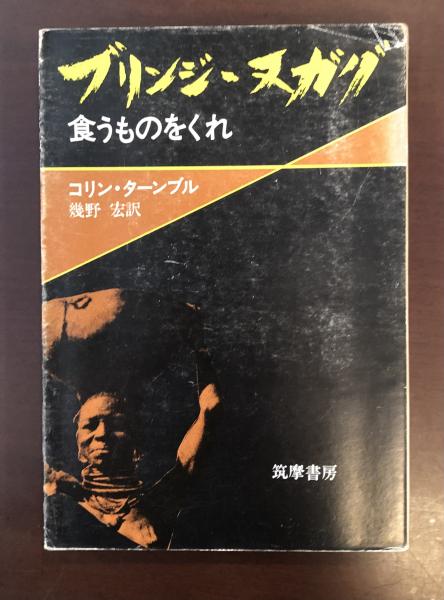 ブリンジ・ヌガグ
食うものをくれ
コリン・ターンブル
幾野 宏訳
筑摩書房